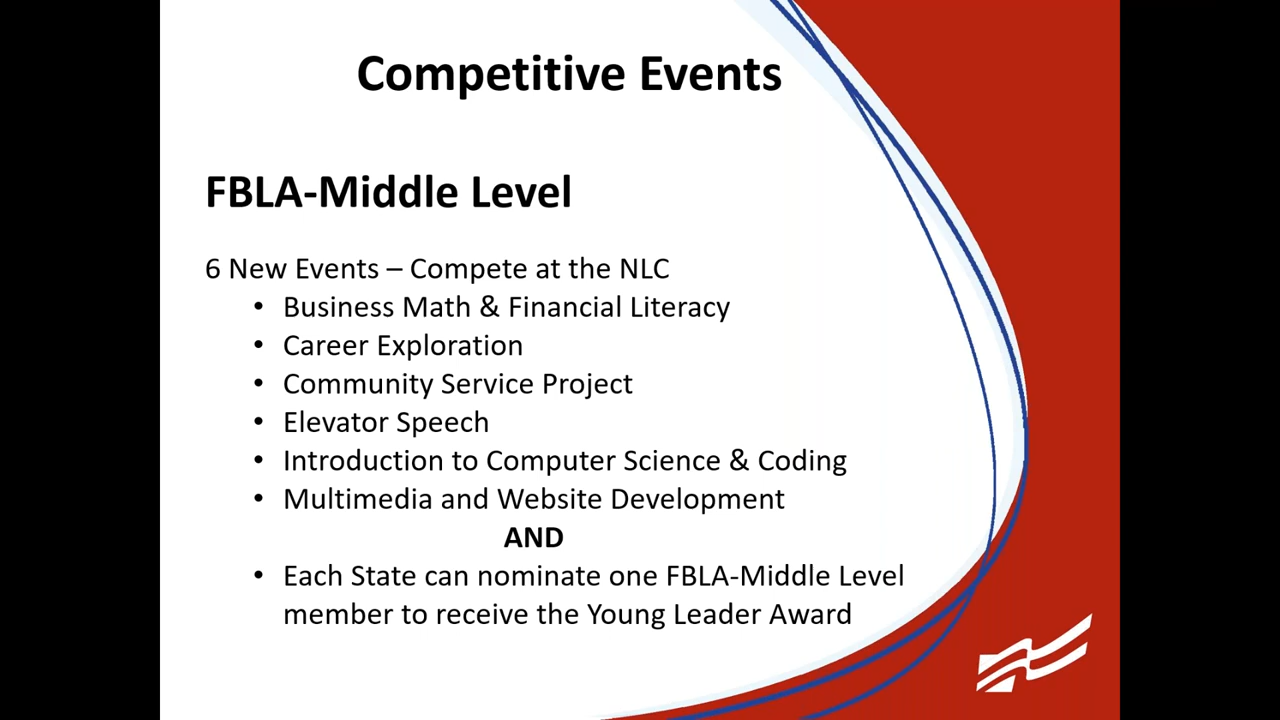 Competitive Events
FBLA-Middle Level
6 New Events – Compete at the NLC
• Business Math & Financial Literacy
• Career Exploration
• Community Service Project
• Elevator Speech
• Introduction to Computer Science & Coding
• Multimedia and Website Development
AND
• Each State can nominate one FBLA-Middle Level
member to receive the Young Leader Award